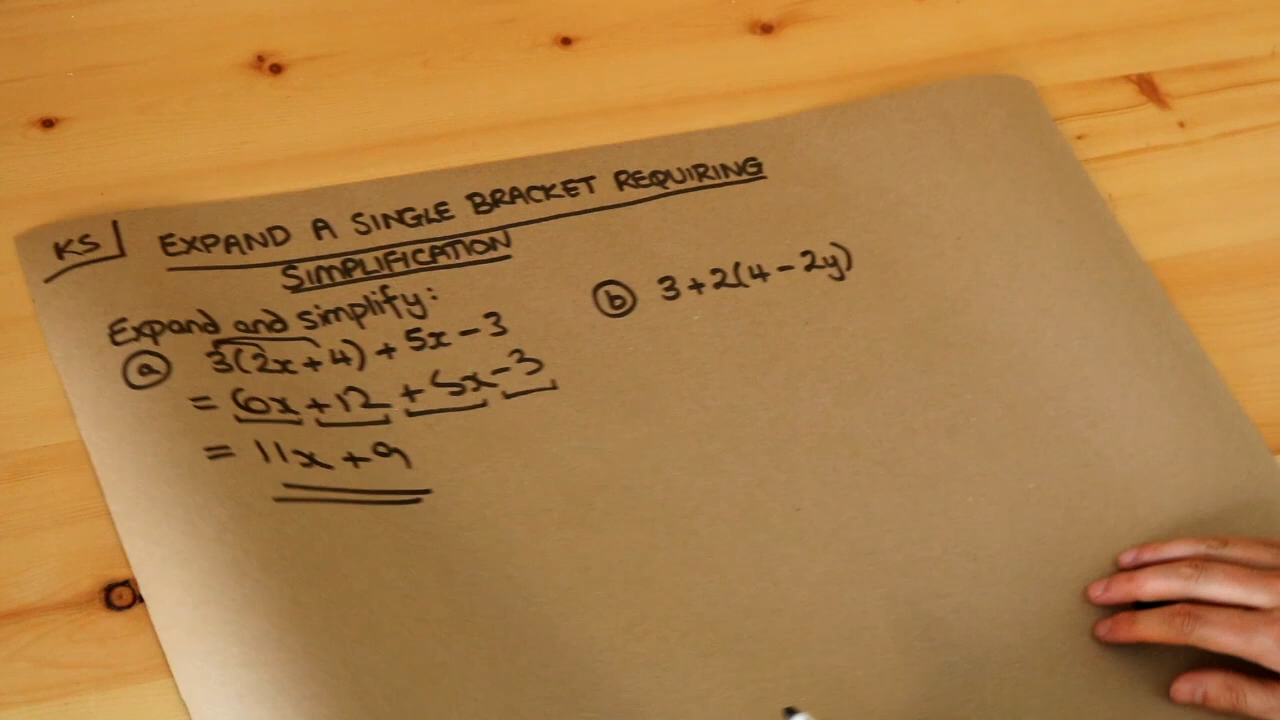 K5
EXPAND A SINGLE BRACKET REQUIRING
SIMPLIFICATION
Expand and simplify:
a 3(2x+4) + 5x - 3
= 6x + 12 + 5x - 3
= 11x + 9
b 3 + 2(4 - 2y)